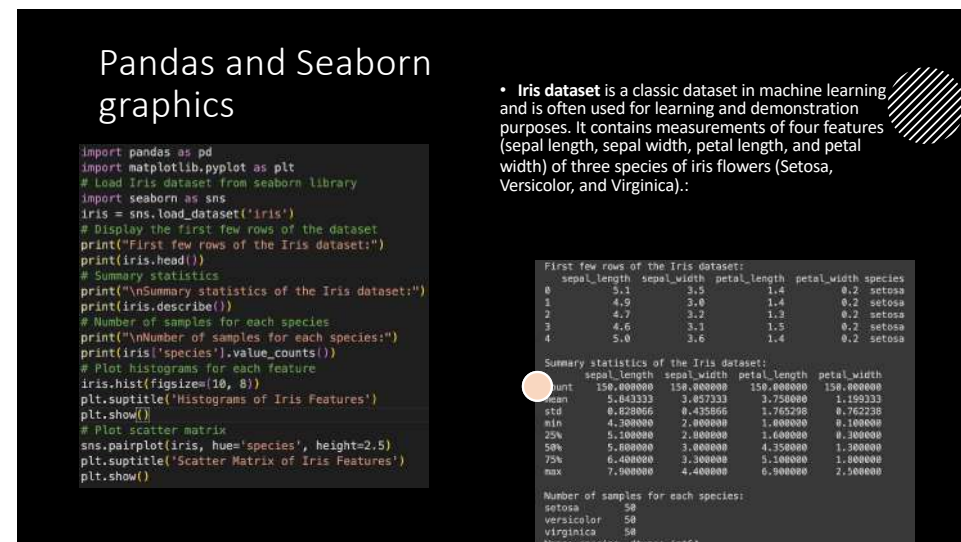 Pandas and Seaborn
graphics
import pandas as pd
import matplotlib.pyplot as plt
# Load Iris dataset from seaborn library
import seaborn as sns
iris = sns.load_dataset('iris')
# Display the first few rows of the dataset
print("First few rows of the Iris dataset:")
print(iris.head())
# Summary statistics
print("\nSummary statistics of the Iris dataset:")
print(iris.describe())
# Number of samples for each species
print("\nNumber of samples for each species:")
print(iris['species'].value_counts())
# Plot histograms for each feature
iris.hist(figsize=(10, 8))
plt.suptitle('Histograms of Iris Features')
plt.show()
# Plot scatter matrix
sns.pairplot(iris, hue='species', height=2.5)
plt.suptitle('Scatter Matrix of Iris Features')
plt.show()
• Iris dataset is a classic dataset in machine learning
and is often used for learning and demonstration
purposes. It contains measurements of four features
(sepal length, sepal width, petal length, and petal
width) of three species of iris flowers (Setosa,
Versicolor, and Virginica).:
First few rows of the Iris dataset:
sepal_length sepal_width petal_length petal_width species
0 5.1 3.5 1.4 0.2 setosa
1 4.9 3.0 1.4 0.2 setosa
2 4.7 3.2 1.3 0.2 setosa
3 4.6 3.1 1.5 0.2 setosa
4 5.0 3.6 1.4 0.2 setosa
Summary statistics of the Iris dataset:
sepal_length sepal_width petal_length petal_width
150.000000 150.000000 150.000000 150.000000
mean 5.843333 3.057333 3.758000 1.199333
std 0.828066 0.435866 1.765298 0.762238
min 4.300000 2.000000 1.000000 0.100000
25% 5.100000 2.800000 1.600000 0.300000
50% 5.800000 3.000000 4.350000 1.300000
75% 6.400000 3.300000 5.100000 1.800000
max 7.900000 4.400000 6.900000 2.500000
Number of samples for each species:
setosa 50
versicolor 50
virginica 50